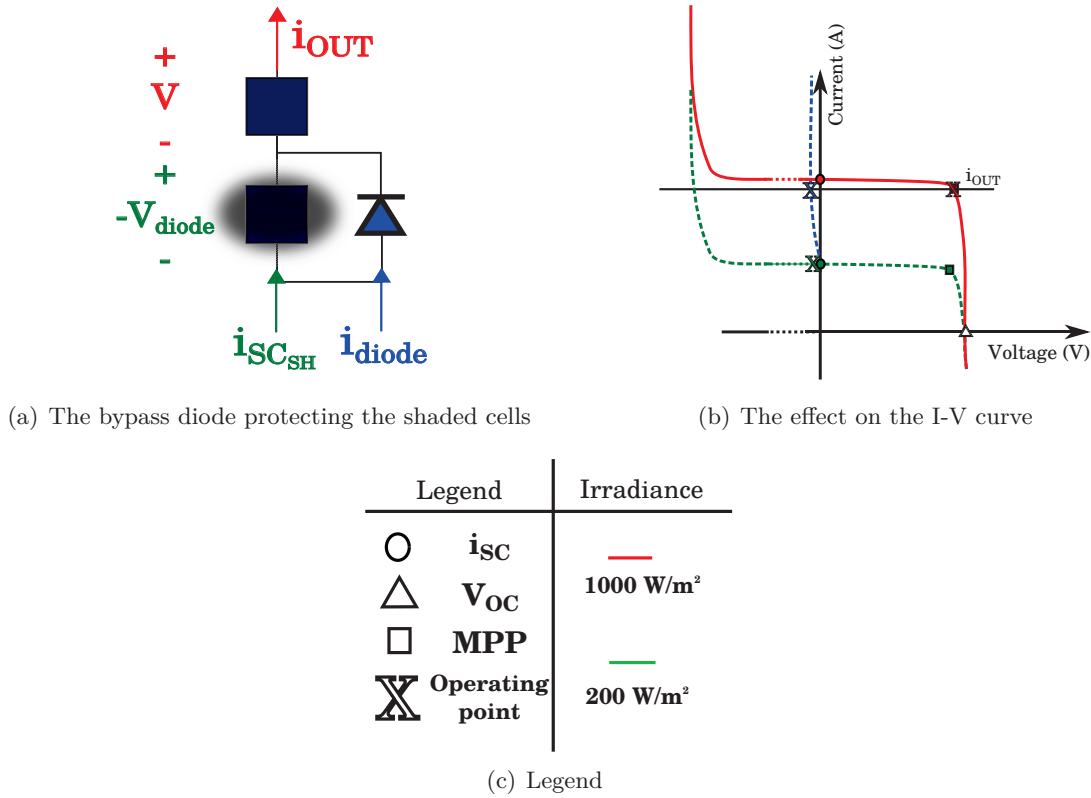 +
V
-
+
-Vdiode
-
iOUT
iSCSH
idiode
(a) The bypass diode protecting the shaded cells
Current (A)
iOUT
Voltage (V)
(b) The effect on the I-V curve
Legend
Irradiance
iSC
VOC
MPP
Operating
point
1000 W/m²
200 W/m²
(c) Legend